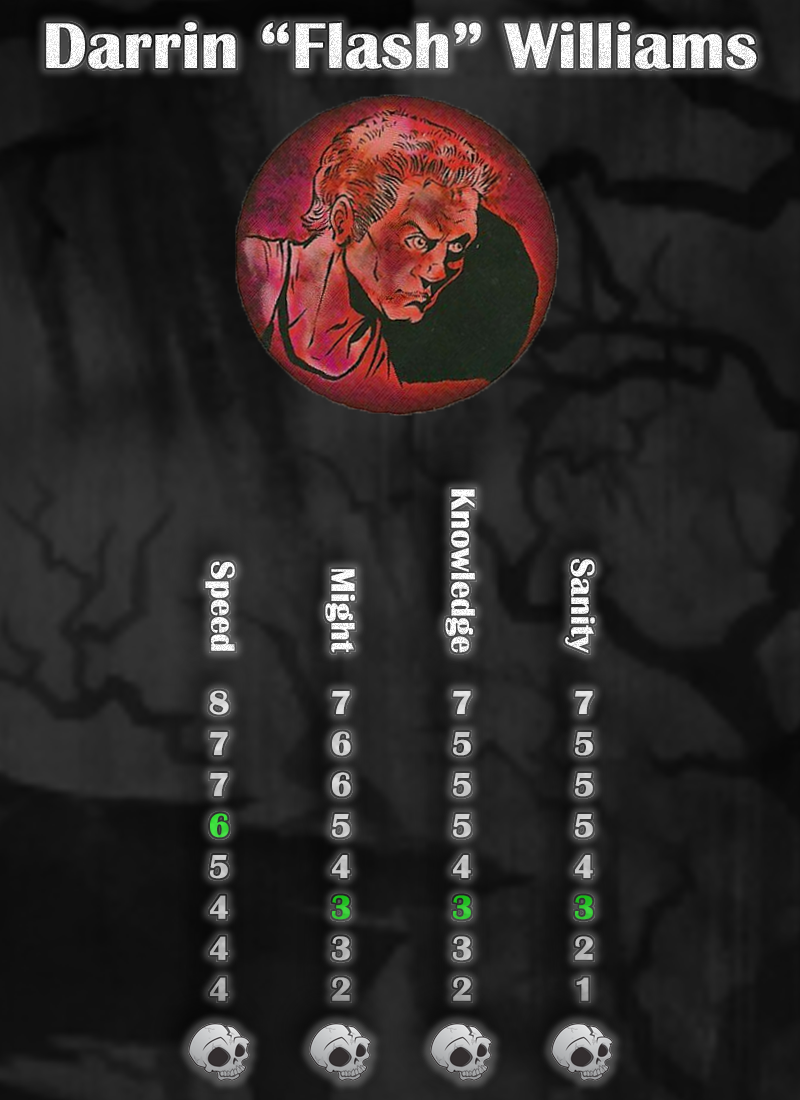 Darrin “Flash” Williams
Speed Might Knowledge Sanity
8 7 7 7
7 6 5 5
7 6 5 5
6 5 5 5
5 4 4 4
4 3 3 3
4 3 3 2
4 2 2 1